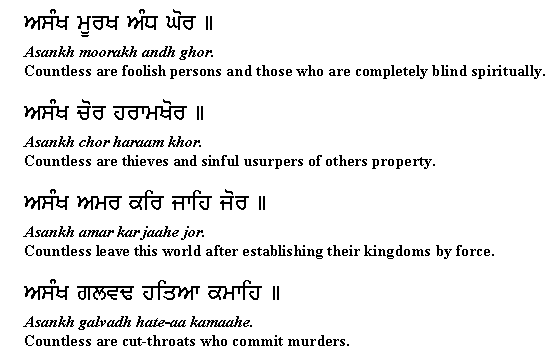 ਅਸੰਖ ਮੂਰਖ ਅੰਧ ਘੋਰ ॥
Asankh moorakh andh ghor.
Countless are foolish persons and those who are completely blind spiritually.
ਅਸੰਖ ਚੋਰ ਹਰਾਮਖੋਰ ॥
Asankh chor haraam khor.
Countless are thieves and sinful usurpers of others property.
ਅਸੰਖ ਅਮਰ ਕਰਿ ਜਾਹਿ ਜੋਰ ॥
Asankh amar kar jaahe jor.
Countless leave this world after establishing their kingdoms by force.
ਅਸੰਖ ਗਲਵਢ ਹਤਿਆ ਕਮਾਹਿ ॥
Asankh galvadh hate-aa kamaahe.
Countless are cut-throats who commit murders.